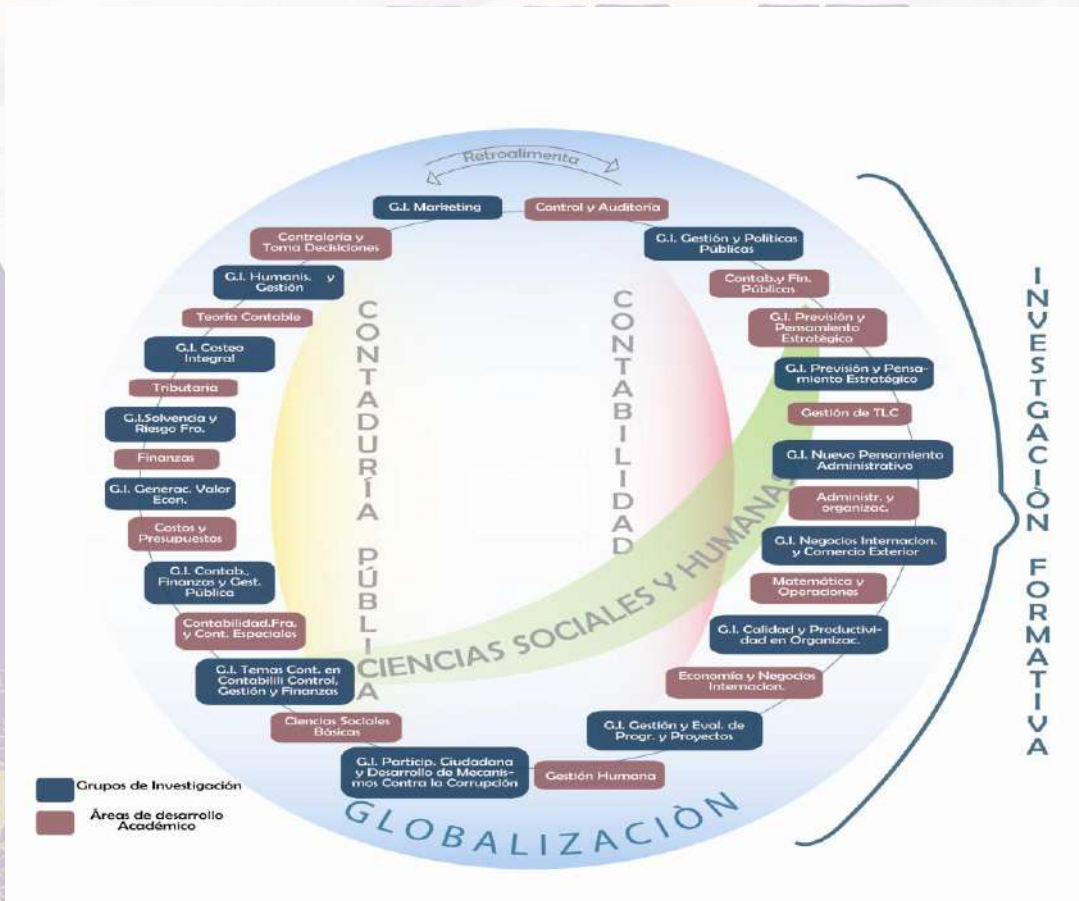 Retroalimenta
G.I. Marketing
Control y Auditoría
G.I. Gestión y Políticas
Públicas
Contab.y Fin.
Públicas
G.I. Previsión y
Pensamiento
Estratégico
G.I. Previsión y Pensa-
miento Estratégico
Gestión de TLC
G.I. Nuevo Pensamiento
Administrativo
Administr. y
organizac.
G.I. Negocios Internacion.
y Comercio Exterior
Matemática y
Operaciones
G.I. Calidad y Productivi-
dad en Organizac.
Economía y Negocios
Internacion.
G.I. Gestión y Eval. de
Progr. y Proyectos
Gestión Humana
G.I. Particip. Ciudadana
y Desarrollo de Mecanis-
mos Contra la Corrupción
Ciencias Sociales
Básicas
G.I. Temas Cont. en
Contabilili Control,
Gestión y Finanzas
Contabilidad.Fra.
y Cont. Especiales
G.I. Contab.,
Finanzas y Gest.
Pública
Costos y
Presupuestos
G.I. Generac. Valor
Econ.
Finanzas
G.I.Solvencia y
Riesgo Fro.
Tributaria
G.I. Costeo
Integral
Teoría Contable
G.I. Humanis. y
Gestión
Contraloría y
Toma Decisiciones
CONTADURÍA PÚBLICA
CONTABILIDAD
CIENCIAS SOCIALES Y HUMANAS
GLOBALIZACIÒN
INVESTGACIÒN FORMATIVA
Grupos de Investigación
Áreas de desarrollo
Académico